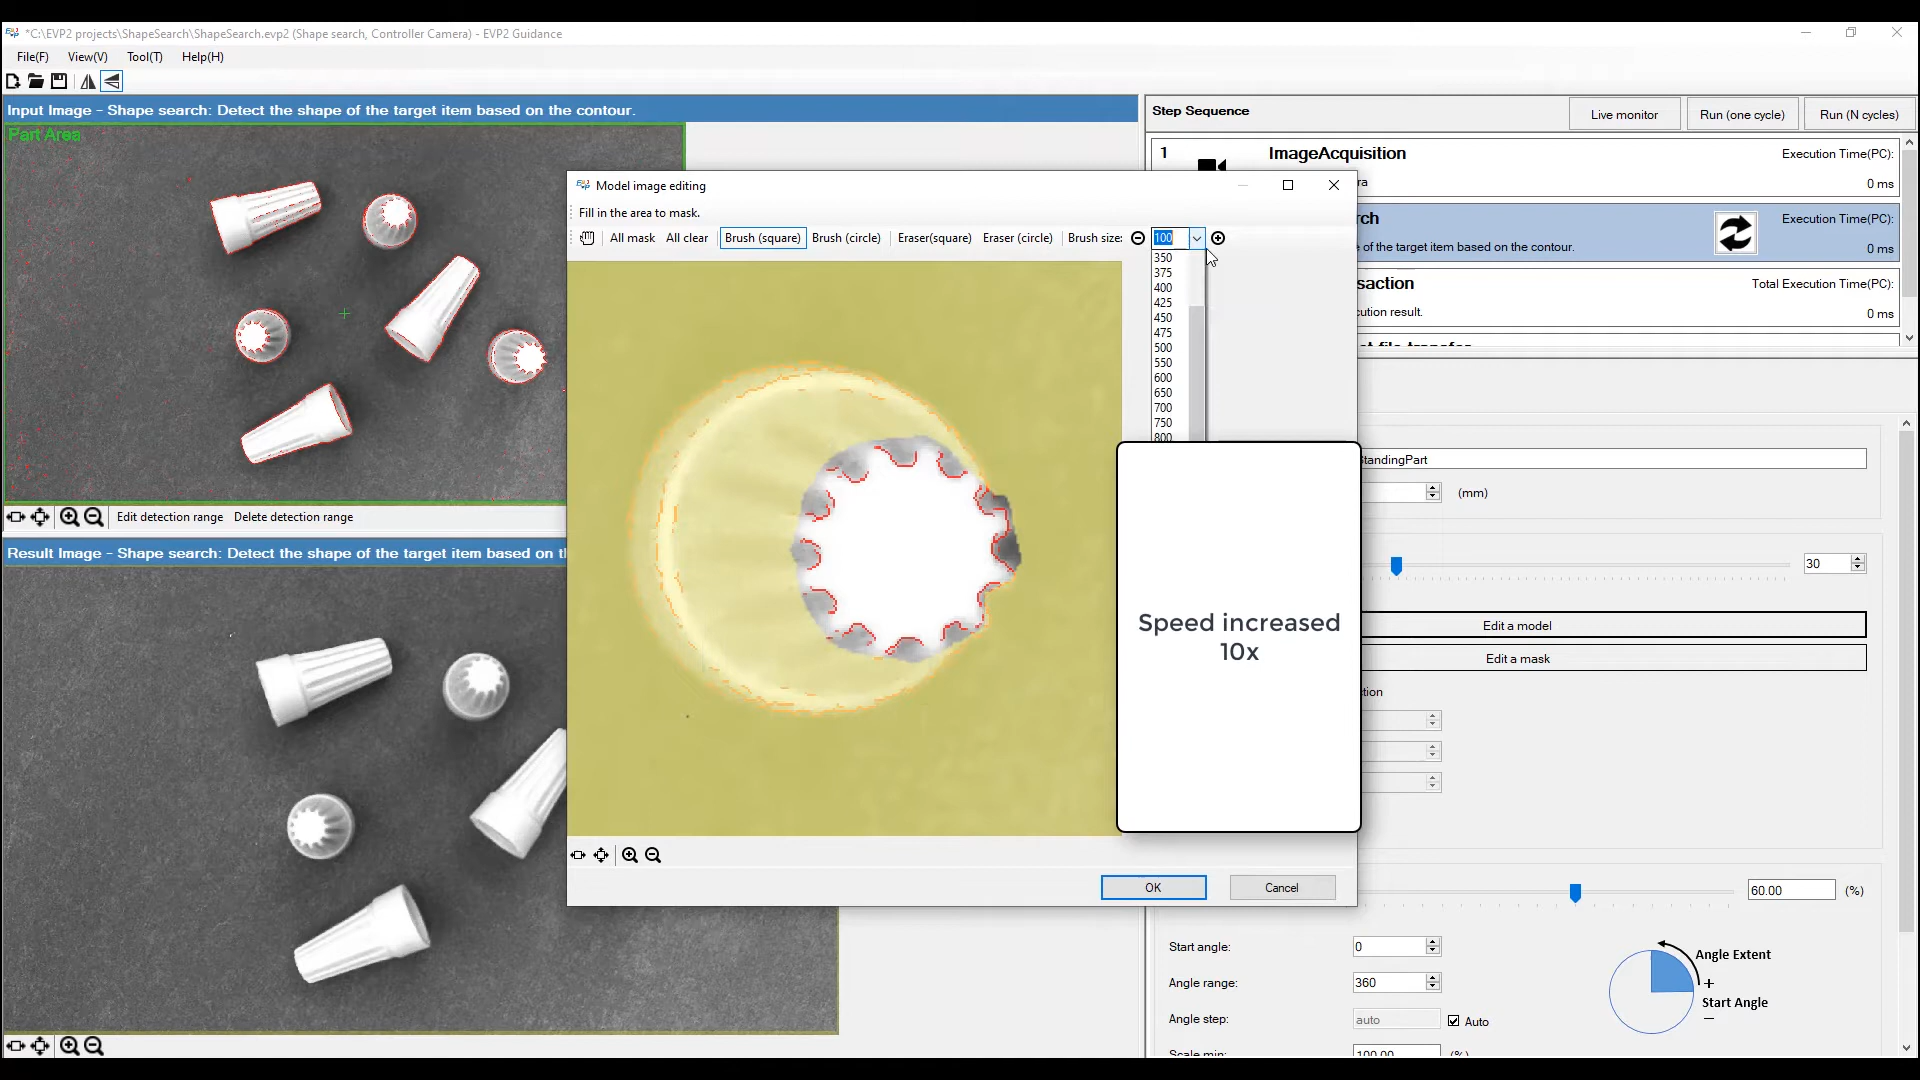 *C:\EVP2 projects\ShapeSearch\ShapeSearch.evp2 (Shape search, Controller Camera) - EVP2 Guidance
File(F) View(V) Tool(T) Help(H)
Input Image - Shape search: Detect the shape of the target item based on the contour.
Part Area
Edit detection range Delete detection range
Result Image - Shape search: Detect the shape of the target item based on t
Model image editing
Fill in the area to mask.
All mask All clear Brush (square) Brush (circle) Eraser(square) Eraser (circle) Brush size: 100
350
375
400
425
450
475
500
550
600
650
700
750
800
Speed increased
10x
OK Cancel
Step Sequence Live monitor Run (one cycle) Run (N cycles)
1 ImageAcquisition Execution Time(PC):
ra 0 ms
rch Execution Time(PC):
of the target item based on the contour. 0 ms
saction Total Execution Time(PC):
cution result. 0 ms
StandingPart
(mm)
30
Edit a model
Edit a mask
tion
60.00 (%)
Start angle: 0
Angle range: 360
Angle step: auto Auto
Scale min: 100.00 (%)
Angle Extent
+
Start Angle
−